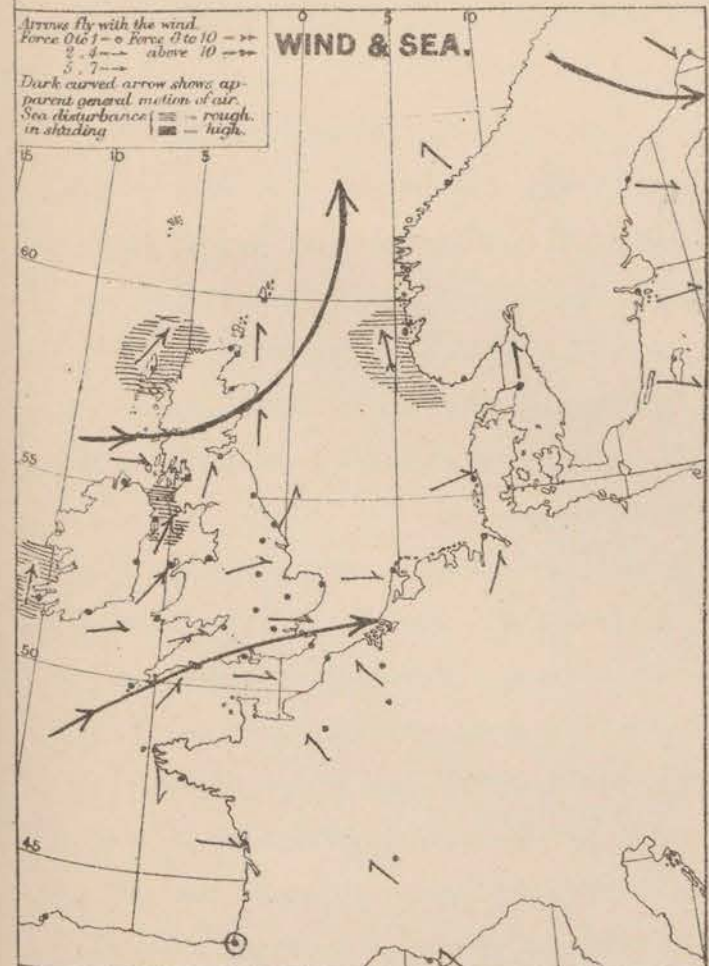 Arrows fly with the wind.
Force 0 to 1 - o Force 8 to 10 -
2 . 4 - above 10 -
5 . 7 -
Dark curved arrow shows ap-
parent general motion of air.
Sea disturbance - rough.
in shading - high.
WIND & SEA.
0 5 10
15 10 5
60
55
50
45